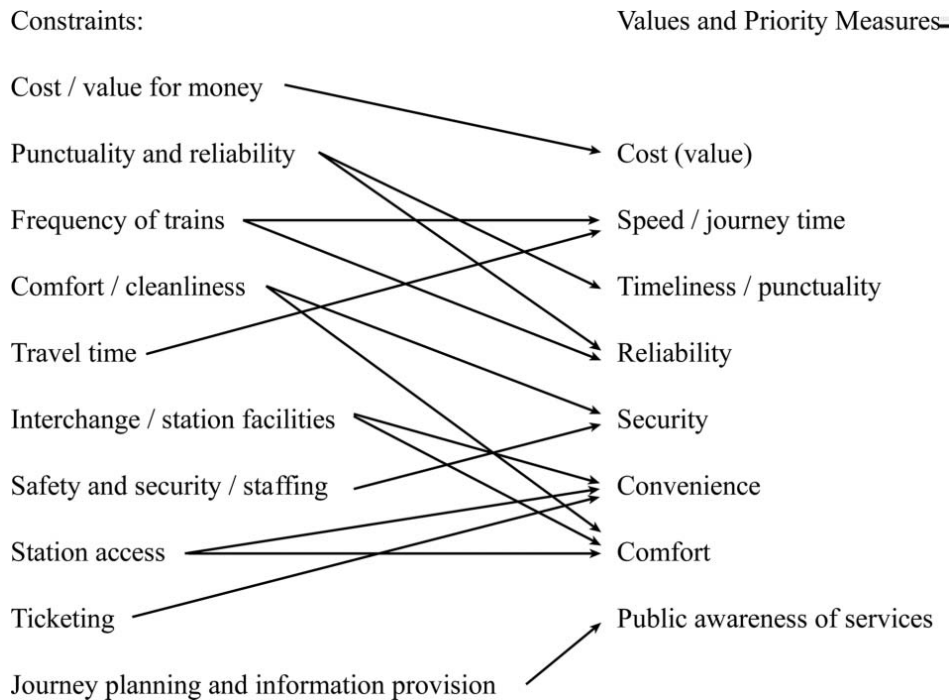 Constraints:
Values and Priority Measures
Cost / value for money
Punctuality and reliability
Cost (value)
Frequency of trains
Speed / journey time
Comfort / cleanliness
Timeliness / punctuality
Travel time
Reliability
Interchange / station facilities
Security
Safety and security / staffing
Convenience
Station access
Comfort
Ticketing
Public awareness of services
Journey planning and information provision